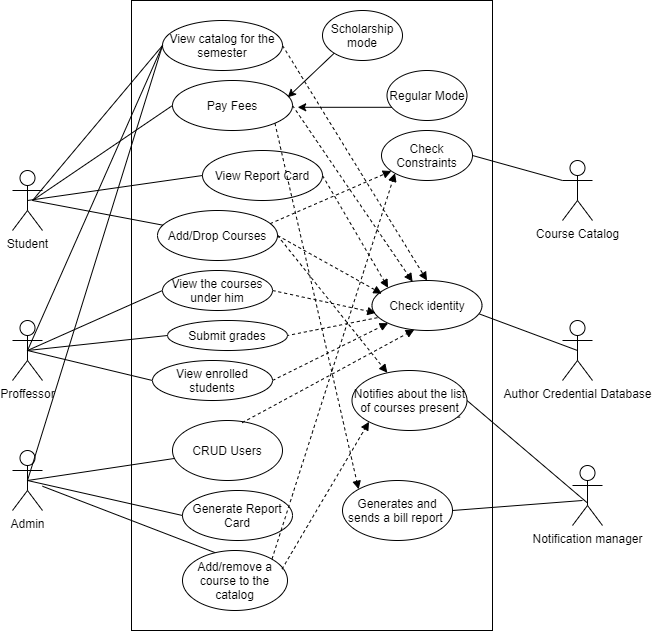 Scholarship
mode
View catalog for the
semester
Pay Fees
Regular Mode
Check
Constraints
View Report Card
Student
Add/Drop Courses
Course Catalog
View the courses
under him
Check identity
Submit grades
View enrolled
students
Proffessor
Author Credential Database
Notifies about the list
of courses present
CRUD Users
Admin
Generate Report
Card
Generates and
sends a bill report
Notification manager
Add/remove a
course to the
catalog